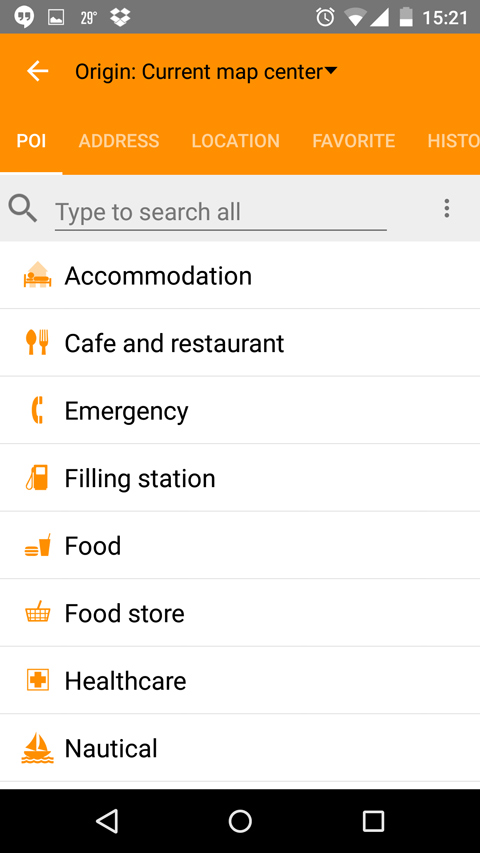 29° 15:21
Origin: Current map center
POI ADDRESS LOCATION FAVORITE HISTO
Type to search all
Accommodation
Cafe and restaurant
Emergency
Filling station
Food
Food store
Healthcare
Nautical